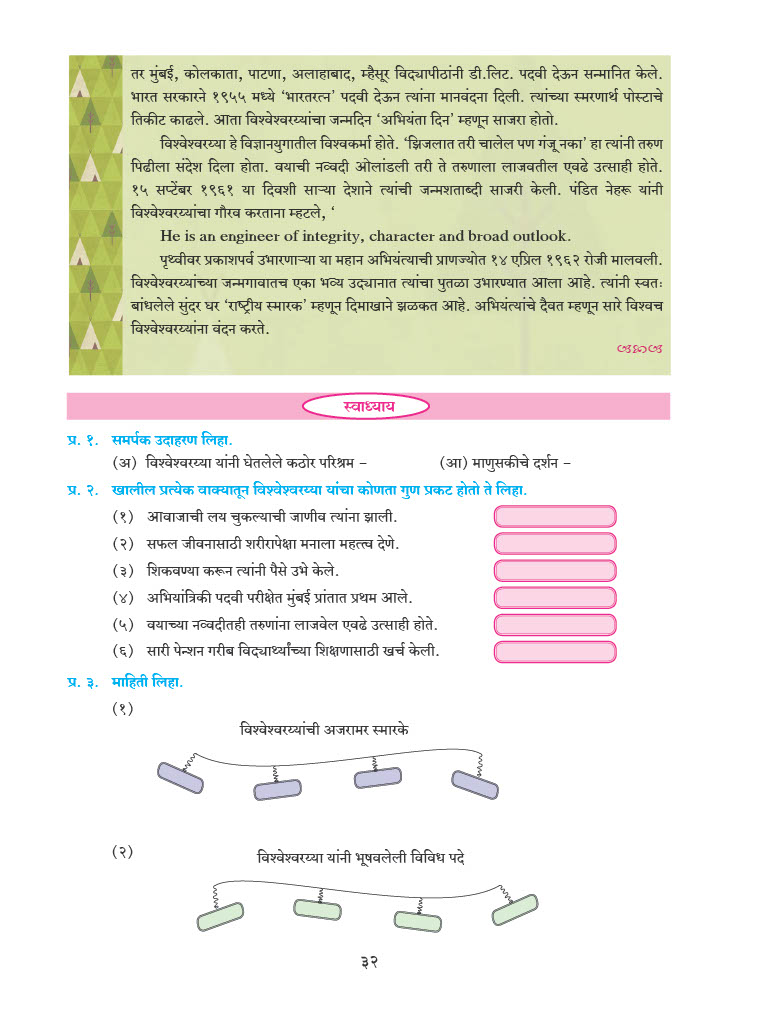 तर मुंबई, कोलकाता, पाटणा, अलाहाबाद, म्हैसूर विद्यापीठांनी डी.लिट. पदवी देऊन सन्मानित केले.
भारत सरकारने १९५५ मध्ये ‘भारतरत्न’ पदवी देऊन त्यांना मानवंदना दिली. त्यांच्या स्मरणार्थ पोस्टाचे
तिकीट काढले. आता विश्वेश्वरय्यांचा जन्मदिन ‘अभियंता दिन’ म्हणून साजरा होतो.
विश्वेश्वरय्या हे विज्ञानयुगातील विश्वकर्मा होते. ‘झिजलात तरी चालेल पण गंजू नका’ हा त्यांनी तरुण
पिढीला संदेश दिला होता. वयाची नव्वदी ओलांडली तरी ते तरुणाला लाजवतील एवढे उत्साही होते.
१५ सप्टेंबर १९६१ या दिवशी साऱ्या देशाने त्यांची जन्मशताब्दी साजरी केली. पंडित नेहरू यांनी
विश्वेश्वरय्यांचा गौरव करताना म्हटले, ‘
He is an engineer of integrity, character and broad outlook.
पृथ्वीवर प्रकाशपर्व उभारणाऱ्या या महान अभियंत्याची प्राणज्योत १४ एप्रिल १९६२ रोजी मालवली.
विश्वेश्वरय्यांच्या जन्मगावातच एका भव्य उद्यानात त्यांचा पुतळा उभारण्यात आला आहे. त्यांनी स्वतः
बांधलेले सुंदर घर ‘राष्ट्रीय स्मारक’ म्हणून दिमाखाने झळकत आहे. अभियंत्यांचे दैवत म्हणून सारे विश्वच
विश्वेश्वरय्यांना वंदन करते.
स्वाध्याय
प्र. १. समर्पक उदाहरण लिहा.
(अ) विश्वेश्वरय्या यांनी घेतलेले कठोर परिश्रम – (आ) माणुसकीचे दर्शन –
प्र. २. खालील प्रत्येक वाक्यातून विश्वेश्वरय्या यांचा कोणता गुण प्रकट होतो ते लिहा.
(१) आवाजाची लय चुकल्याची जाणीव त्यांना झाली.
(२) सफल जीवनासाठी शरीरापेक्षा मनाला महत्त्व देणे.
(३) शिकवण्या करून त्यांनी पैसे उभे केले.
(४) अभियांत्रिकी पदवी परीक्षेत मुंबई प्रांतात प्रथम आले.
(५) वयाच्या नव्वदीतही तरुणांना लाजवेल एवढे उत्साही होते.
(६) सारी पेन्शन गरीब विद्यार्थ्यांच्या शिक्षणासाठी खर्च केली.
प्र. ३. माहिती लिहा.
(१)
विश्वेश्वरय्यांची अजरामर स्मारके
(२)
विश्वेश्वरय्या यांनी भूषवलेली विविध पदे
३२